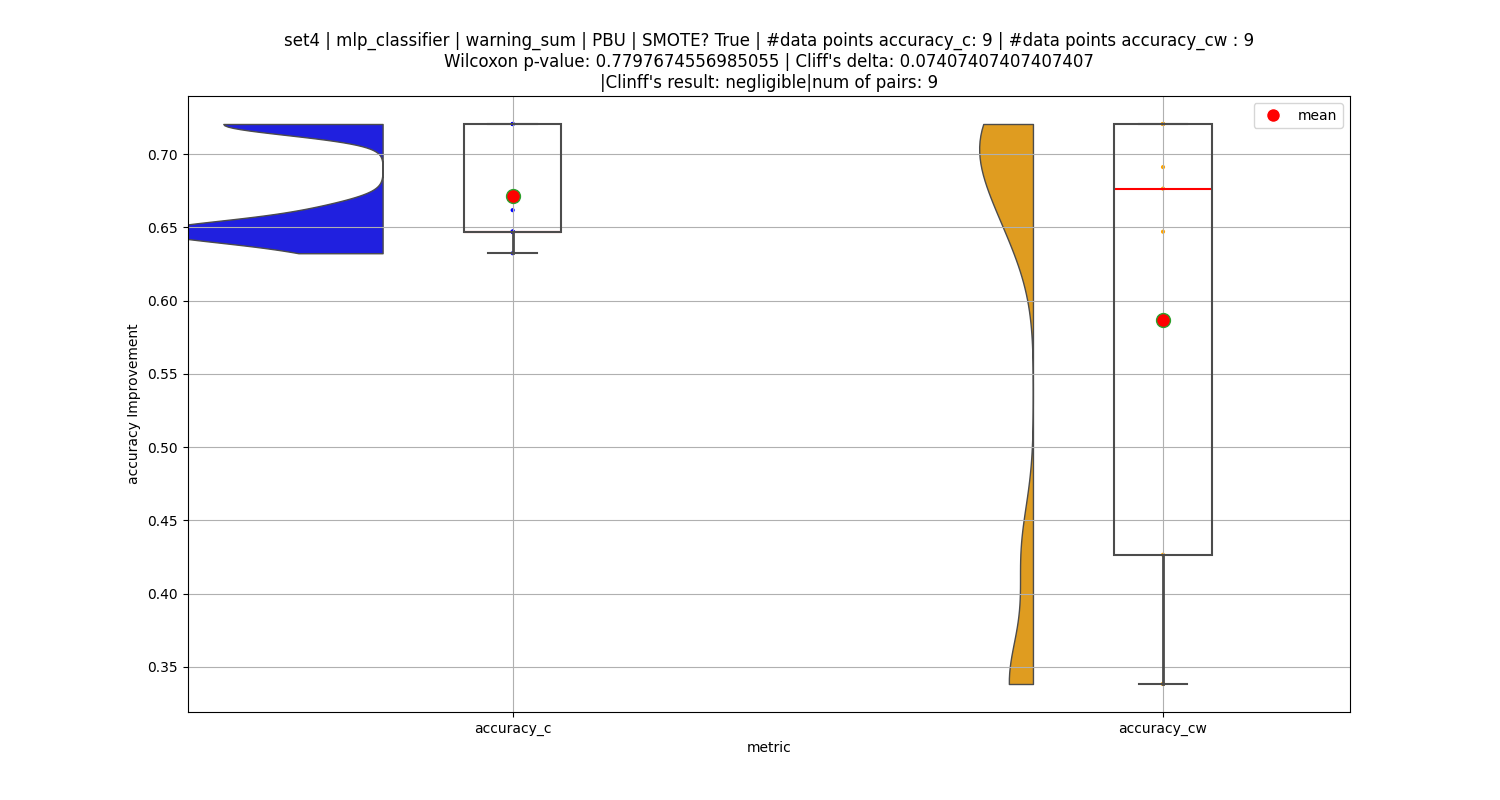 set4 | mlp_classifier | warning_sum | PBU | SMOTE? True | #data points accuracy_c: 9 | #data points accuracy_cw : 9
Wilcoxon p-value: 0.7797674556985055 | Cliff's delta: 0.07407407407407407
|Clinff's result: negligible|num of pairs: 9
mean
0.70
0.65
0.60
0.55
0.50
0.45
0.40
0.35
accuracy Improvement
accuracy_c
accuracy_cw
metric